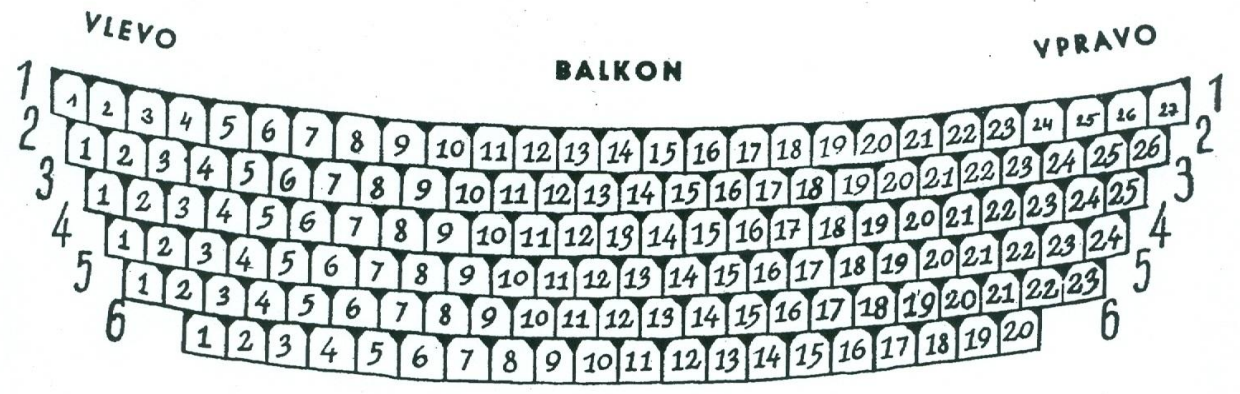 VLEVO BALKON VPRAVO
1 1 2 3 4 5 6 7 8 9 10 11 12 13 14 15 16 17 18 19 20 21 22 23 24 25 26 27 1
2 1 2 3 4 5 6 7 8 9 10 11 12 13 14 15 16 17 18 19 20 21 22 23 24 25 26 2
3 1 2 3 4 5 6 7 8 9 10 11 12 13 14 15 16 17 18 19 20 21 22 23 24 25 3
4 1 2 3 4 5 6 7 8 9 10 11 12 13 14 15 16 17 18 19 20 21 22 23 24 4
5 1 2 3 4 5 6 7 8 9 10 11 12 13 14 15 16 17 18 19 20 21 22 23 5
6 1 2 3 4 5 6 7 8 9 10 11 12 13 14 15 16 17 18 19 20 6